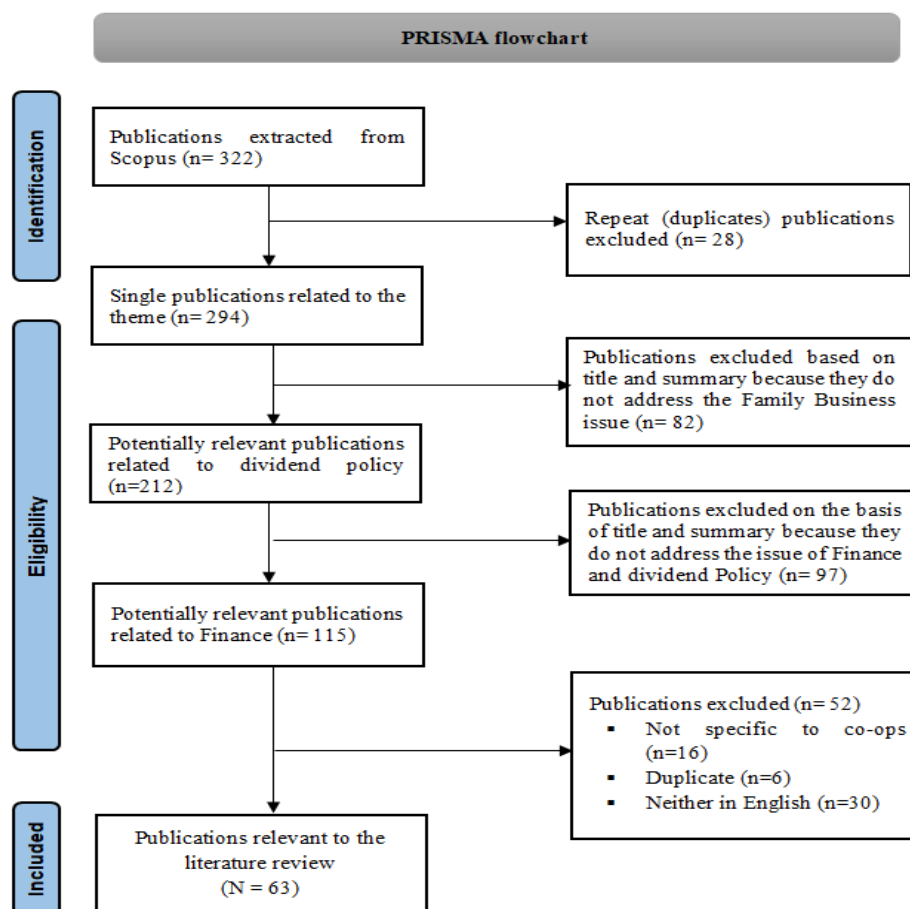 PRISMA flowchart
Identification
Publications extracted from
Scopus (n= 322)
Repeat (duplicates) publications
excluded (n= 28)
Single publications related to the
theme (n= 294)
Eligibility
Publications excluded based on
title and summary because they do
not address the Family Business
issue (n= 82)
Potentially relevant publications
related to dividend policy
(n=212)
Publications excluded on the basis
of title and summary because they
do not address the issue of Finance
and dividend Policy (n= 97)
Potentially relevant publications
related to Finance (n= 115)
Publications excluded (n= 52)
▪ Not specific to co-ops
(n=16)
▪ Duplicate (n=6)
▪ Neither in English (n=30)
Included
Publications relevant to the
literature review
(N = 63)